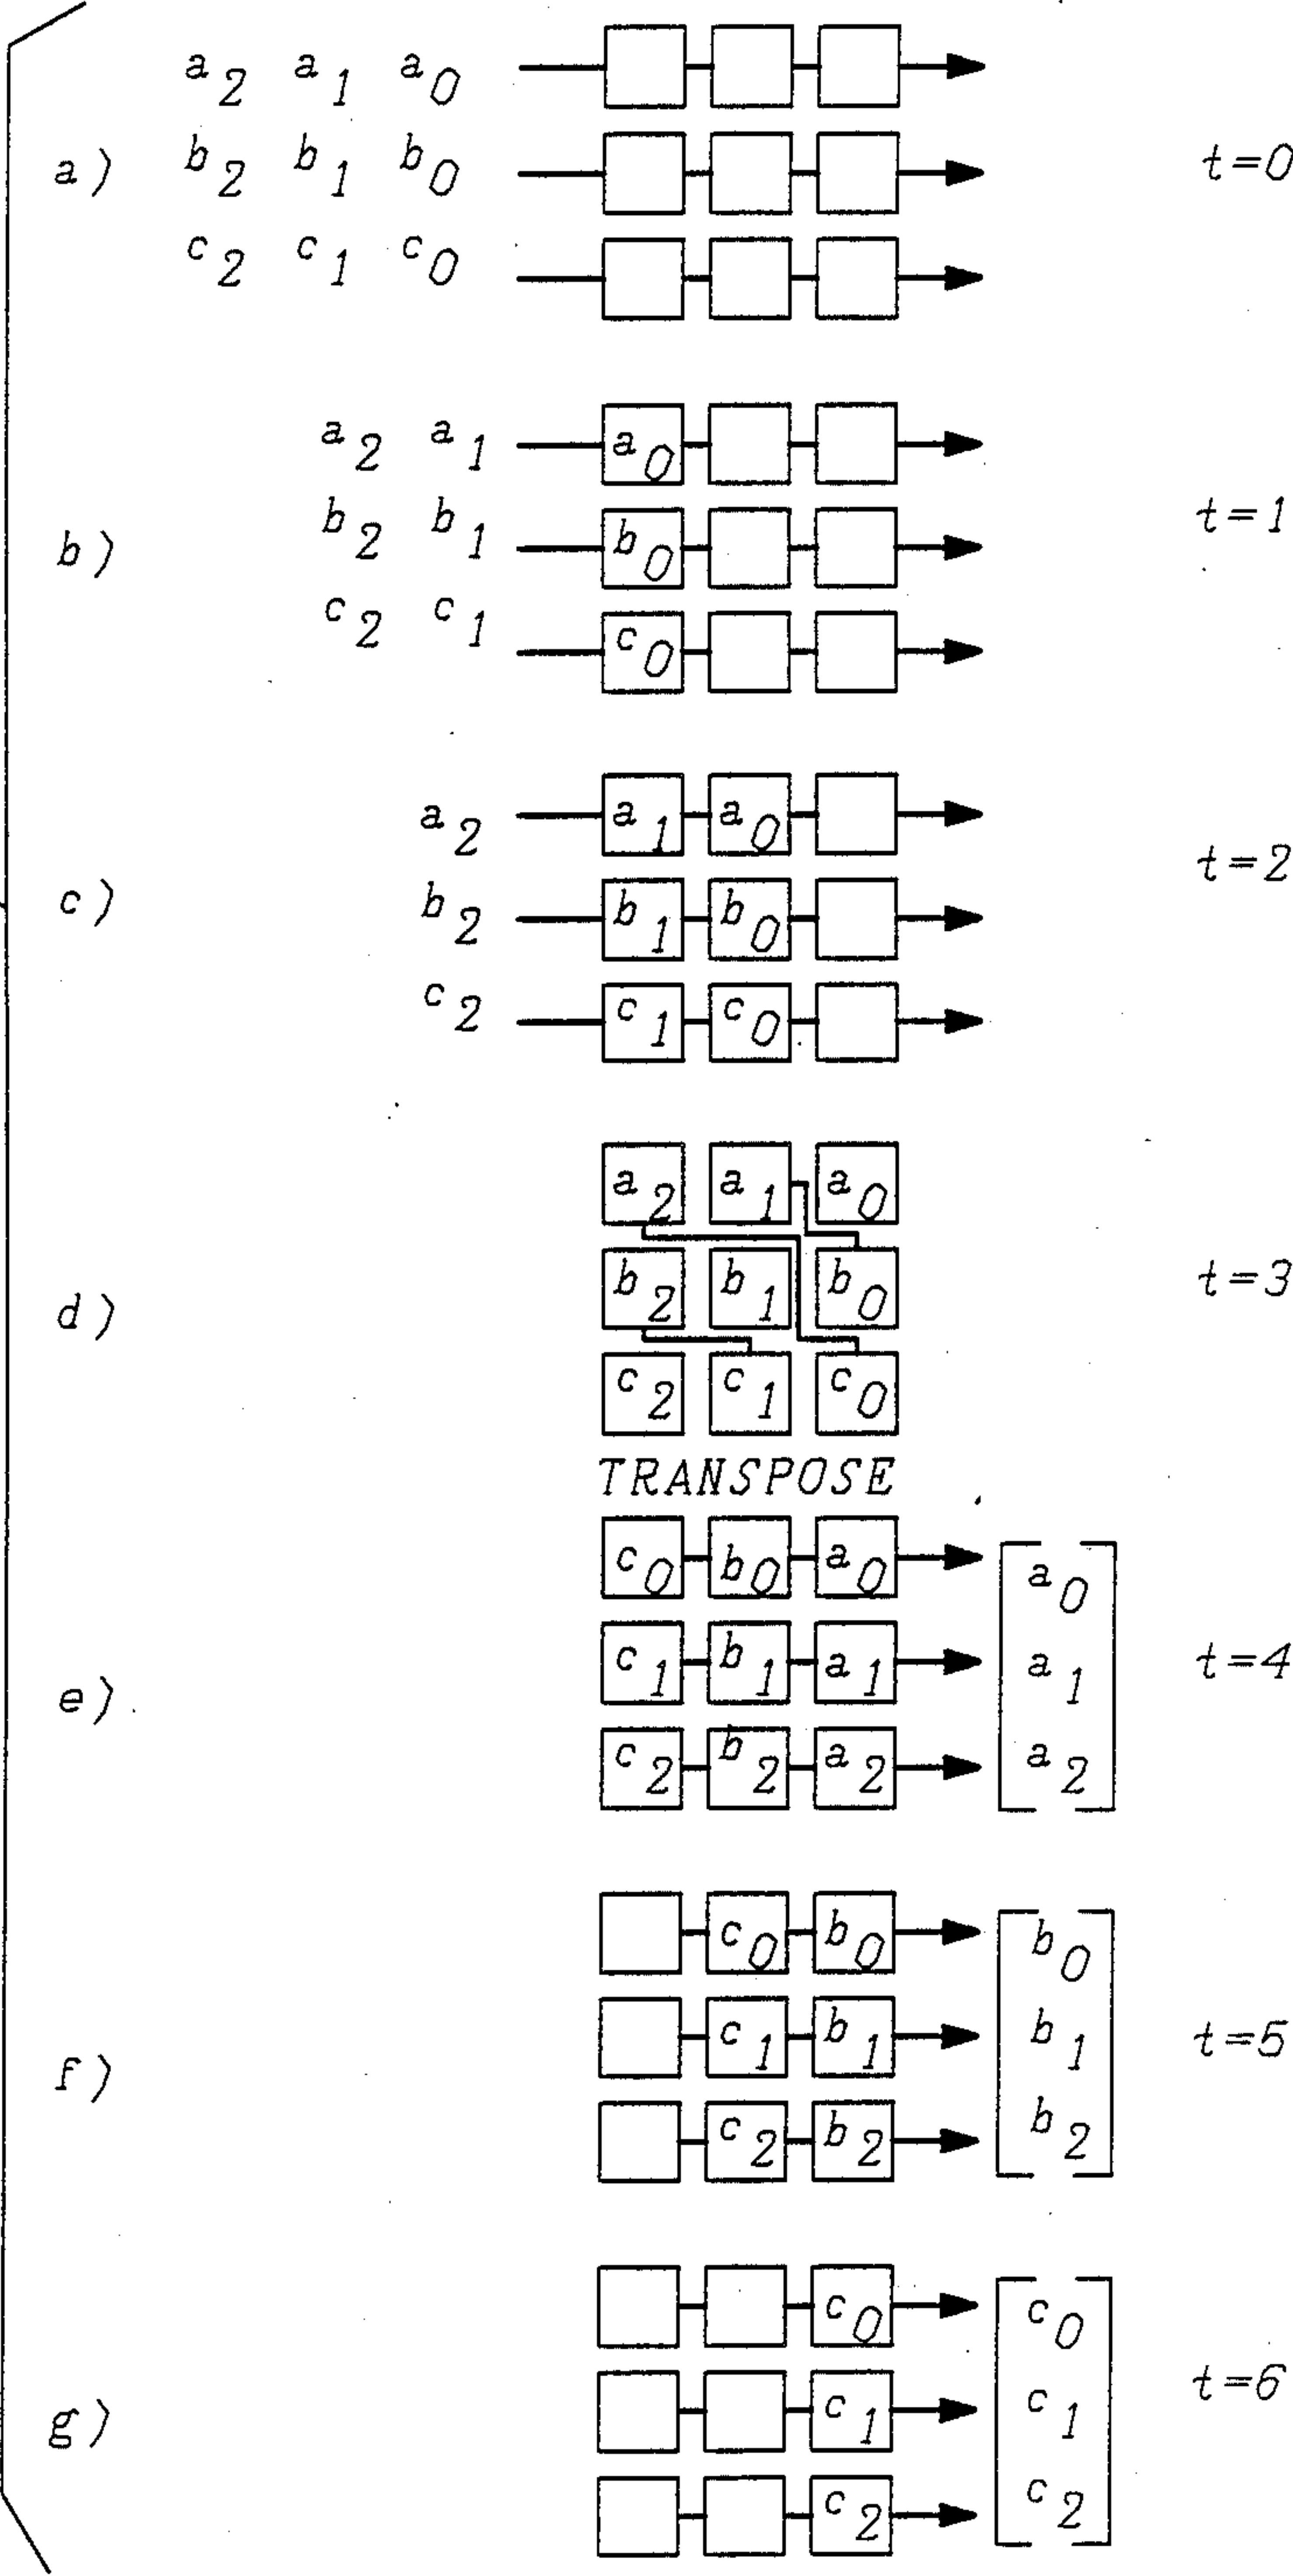 a2 a1 a0
a) b2 b1 b0 t=0
c2 c1 c0
a2 a1 a0
b) b2 b1 b0 t=1
c2 c1 c0
a2 a1 a0
c) b2 b1 b0 t=2
c2 c1 c0
a2 a1 a0
d) b2 b1 b0 t=3
c2 c1 c0
TRANSPOSE
c0 b0 a0 a0
e) c1 b1 a1 a1 t=4
c2 b2 a2 a2
c0 b0 b0
f) c1 b1 b1 t=5
c2 b2 b2
c0 c0
g) c1 c1 t=6
c2 c2